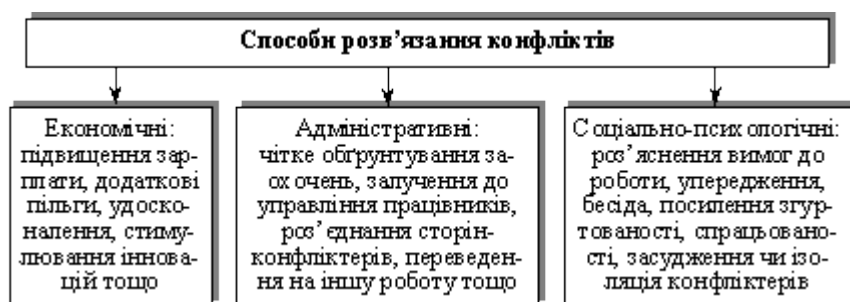 Способи розв’язання конфліктів
Економічні:
підвищення зар-
плати, додаткові
пільги, удоско-
налення, стиму-
лювання іннова-
цій тощо
Адміністративні:
чітке обґрунтування за-
охочень, залучення до
управління працівників,
роз’єднання сторін-
конфліктерів, переведен-
ня на іншу роботу тощо
Соціально-психологічні:
роз’яснення вимог до
роботи, упередження,
бесіда, посилення згур-
тованості, спрацьовано-
сті, засудження чи ізо-
ляція конфліктерів